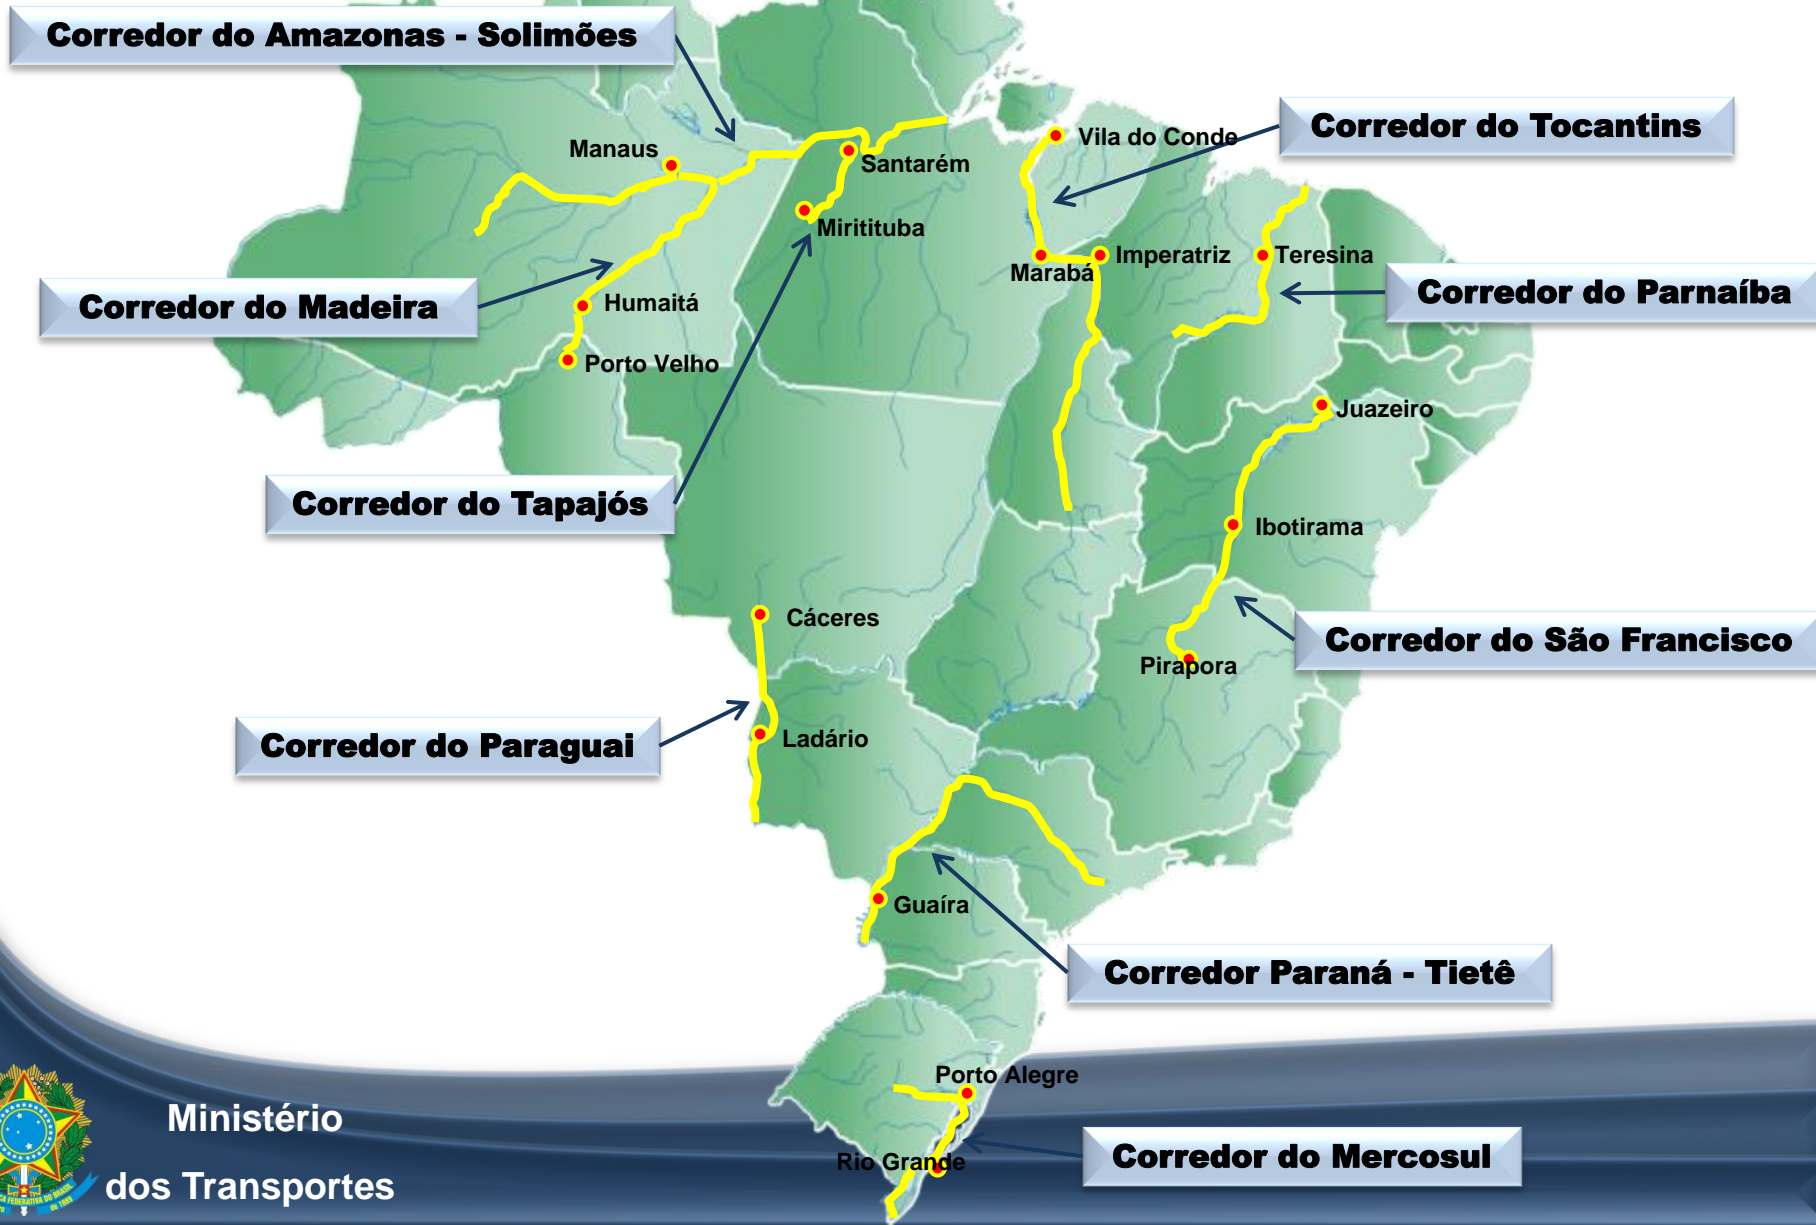 Corredor do Amazonas - Solimões
Corredor do Tocantins
Manaus
Vila do Conde
Santarém
Miritituba
Imperatriz
Teresina
Marabá
Corredor do Madeira
Humaitá
Corredor do Parnaíba
Porto Velho
Juazeiro
Corredor do Tapajós
Ibotirama
Cáceres
Corredor do São Francisco
Pirapora
Corredor do Paraguai
Ladário
Guaíra
Corredor Paraná - Tietê
Porto Alegre
Ministério
dos Transportes
Rio Grande
Corredor do Mercosul